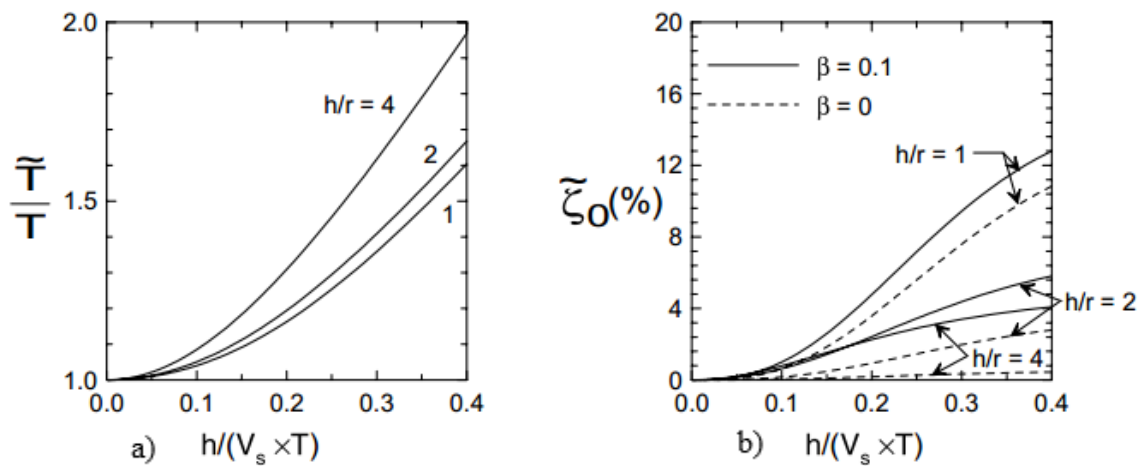 2.0
h/r = 4
T̃
T
1.5
2
1
1.0
0.0 0.1 0.2 0.3 0.4
a) h/(Vₛ ×T)
20
β = 0.1
16
β = 0
h/r = 1
12
ζ̃₀(%)
8
h/r = 2
4
h/r = 4
0
0.0 0.1 0.2 0.3 0.4
b) h/(Vₛ ×T)